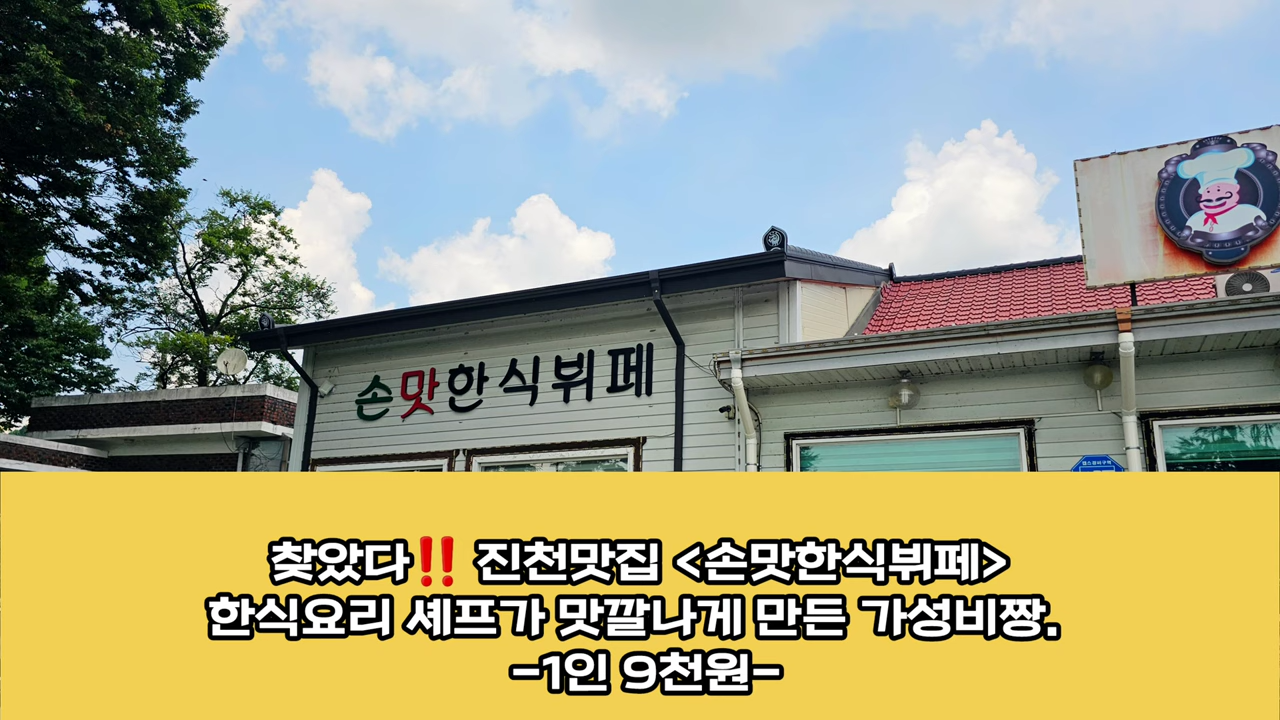 손맛한식뷔페
찾았다‼️ 진천맛집 <손맛한식뷔페>
한식요리 셰프가 맛깔나게 만든 가성비짱.
-1인 9천원-